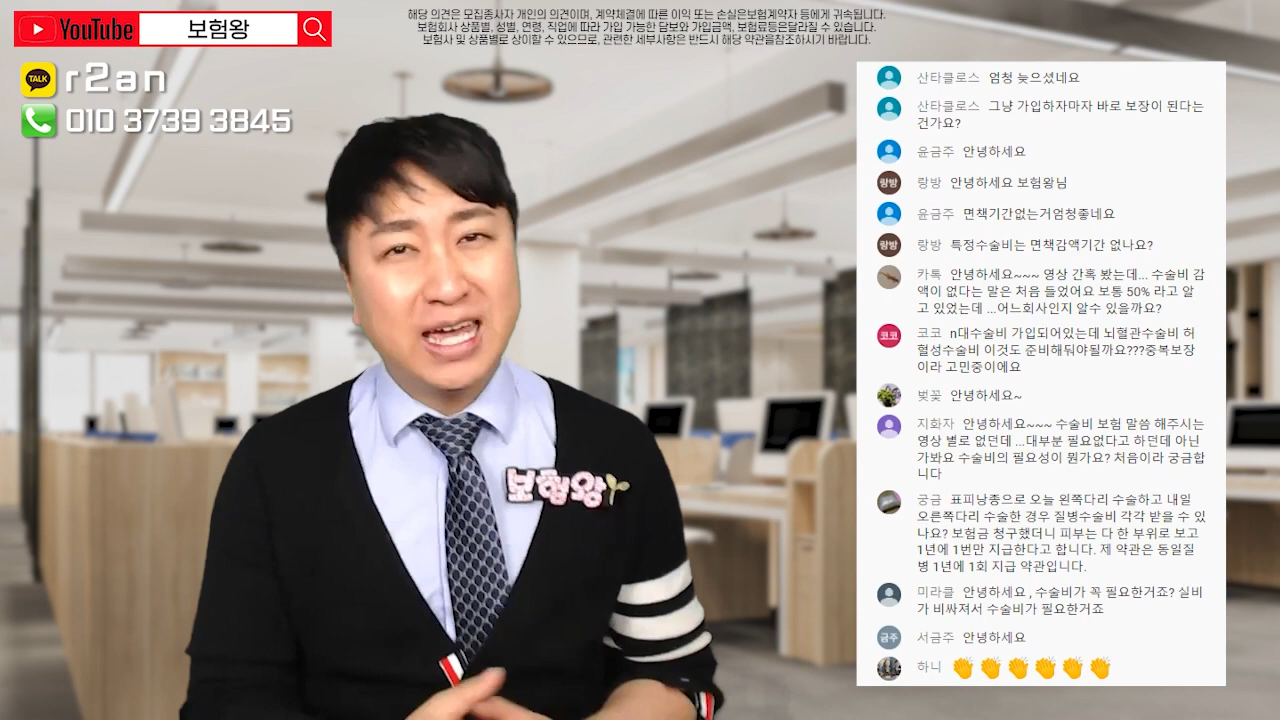 YouTube 보험왕
해당 의견은 모집종사자 개인의 의견이며, 계약체결에 따른 이익 또는 손실은보험계약자 등에게 귀속됩니다.
보험회사 상품별, 성별, 연령, 직업에 따라 가입 가능한 담보와 가입금액, 보험료등은달라질 수 있습니다.
보험사 및 상품별로 상이할 수 있으므로, 관련한 세부사항은 반드시 해당 약관을참조하시기 바랍니다.
TALK r2an
010 3739 3845
보험왕
산타클로스 엄청 늦으셨네요
산타클로스 그냥 가입하자마자 바로 보장이 된다는
건가요?
윤금주 안녕하세요
랑방 랑방 안녕하세요 보험왕님
윤금주 면책기간없는거엄청좋네요
랑방 랑방 특정수술비는 면책감액기간 없나요?
카톡 안녕하세요~~~ 영상 간혹 봤는데... 수술비 감
액이 없다는 말은 처음 들었어요 보통 50% 라고 알
고 있었는데 ...어느회사인지 알수 있을까요?
코코 코코 n대수술비 가입되어있는데 뇌혈관수술비 허
혈성수술비 이것도 준비해둬야될까요???중복보장
이라 고민중이에요
벚꽃 안녕하세요~
지화자 안녕하세요~~~ 수술비 보험 말씀 해주시는
영상 별로 없던데 ...대부분 필요없다고 하던데 아닌
가봐요 수술비의 필요성이 뭔가요? 처음이라 궁금합
니다
궁금 표피낭종으로 오늘 왼쪽다리 수술하고 내일
오른쪽다리 수술한 경우 질병수술비 각각 받을 수 있
나요? 보험금 청구했더니 피부는 다 한 부위로 보고
1년에 1번만 지급한다고 합니다. 제 약관은 동일질
병 1년에 1회 지급 약관입니다.
미라클 안녕하세요 , 수술비가 꼭 필요한거죠? 실비
가 비싸져서 수술비가 필요한거죠
금주 서금주 안녕하세요
하니 👏👏👏👏👏👏